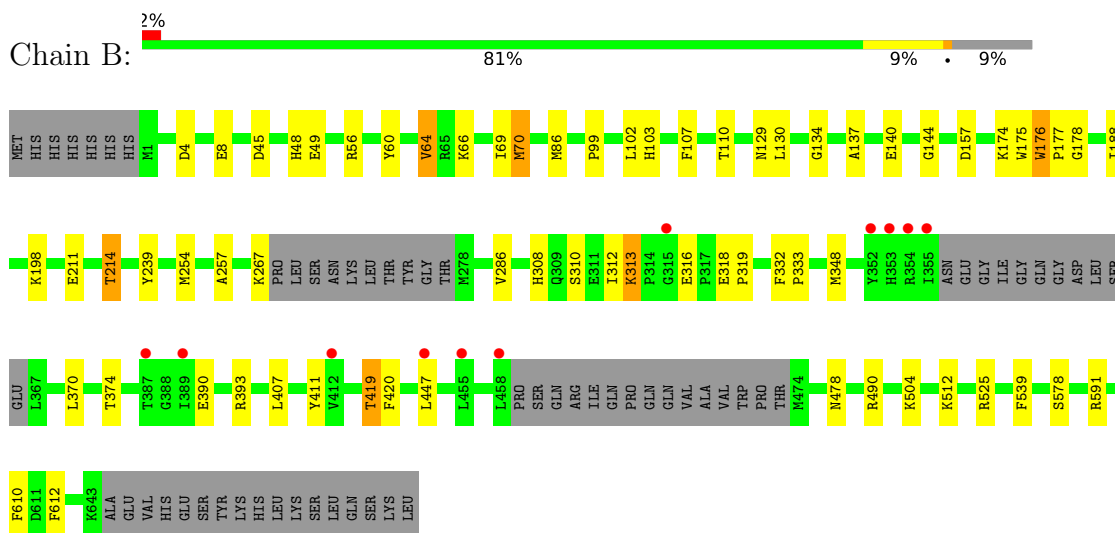 2%
Chain B:
81% 9% • 9%
MET HIS HIS HIS HIS HIS HIS M1 D4 E8 D45 H48 E49 R56 Y60 V64 R65 K66 I69 M70 M86 P99 L102 H103 F107 T110 N129 L130 G134 A137 E140 G144 D157 K174 W175 W176 P177 G178
K198 E211 T214 Y239 M254 A257 K267 PRO LEU SER ASN LYS LEU THR TYR GLY THR M278 V286 H308 Q309 S310 E311 I312 K313 P314 G315 E316 P317 E318 P319 F332 P333 M348 Y352 H353 R354 I355 ASN GLU GLY ILE GLY GLN GLY ASP LEU SER
GLU L367 L370 T374 T387 G388 I389 E390 R393 L407 Y411 V412 T419 F420 L447 L455 L458 PRO SER GLN ARG ILE GLN PRO GLN GLN VAL ALA VAL TRP PRO THR M474 N478 R490 K504 K512 R525 F539 S578 R591
F610 D611 F612 K643 ALA GLU VAL HIS GLU SER TYR LYS HIS LEU LYS SER LEU GLN SER LYS LEU